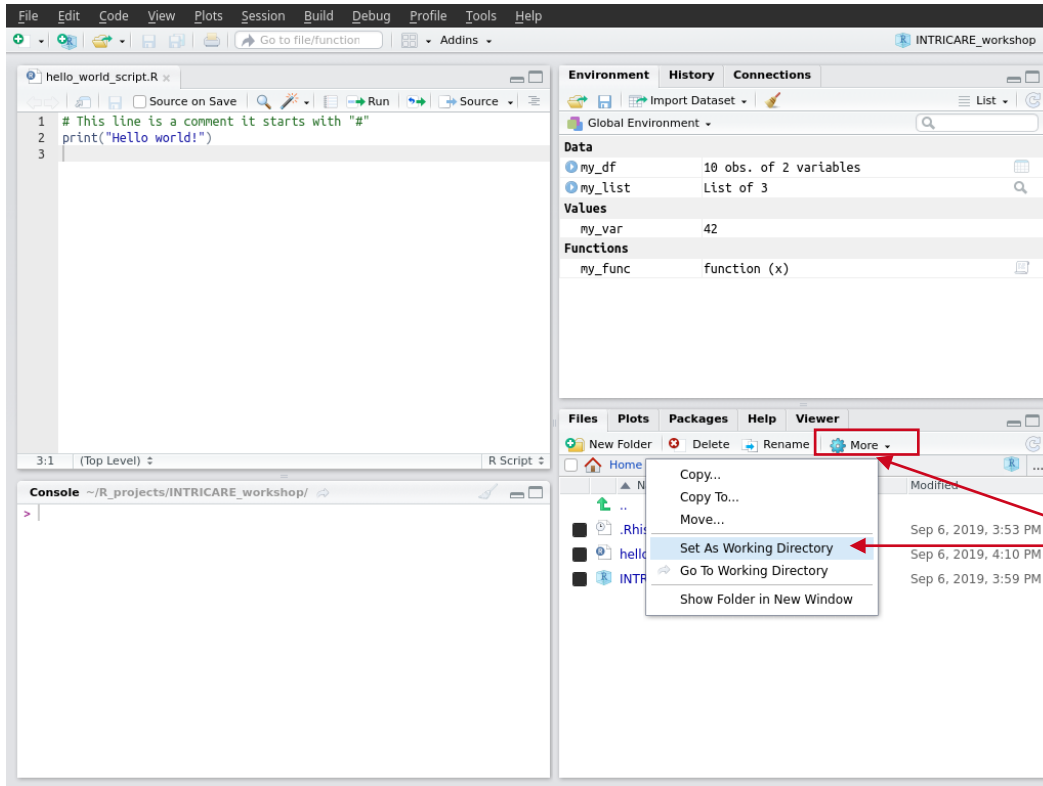 File Edit Code View Plots Session Build Debug Profile Tools Help
Go to file/function Addins INTRICARE_workshop
hello_world_script.R
Source on Save Run Source
1 # This line is a comment it starts with "#"
2 print("Hello world!")
3
3:1 (Top Level) R Script
Console ~/R_projects/INTRICARE_workshop/
>
Environment History Connections
Import Dataset List
Global Environment
Data
my_df 10 obs. of 2 variables
my_list List of 3
Values
my_var 42
Functions
my_func function (x)
Files Plots Packages Help Viewer
New Folder Delete Rename More
Home R ...
N Modified
..
.Rhis Sep 6, 2019, 3:53 PM
hello Sep 6, 2019, 4:10 PM
INTR Sep 6, 2019, 3:59 PM
Copy...
Copy To...
Move...
Set As Working Directory
Go To Working Directory
Show Folder in New Window